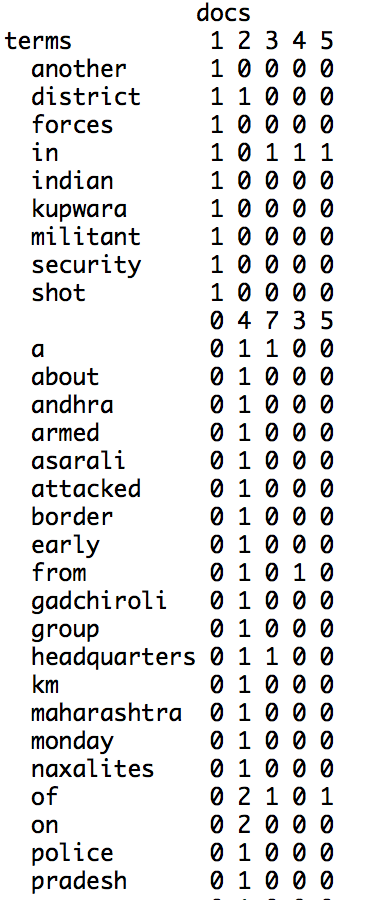 docs
terms 1 2 3 4 5
another 1 0 0 0 0
district 1 1 0 0 0
forces 1 0 0 0 0
in 1 0 1 1 1
indian 1 0 0 0 0
kupwara 1 0 0 0 0
militant 1 0 0 0 0
security 1 0 0 0 0
shot 1 0 0 0 0
0 4 7 3 5
a 0 1 1 0 0
about 0 1 0 0 0
andhra 0 1 0 0 0
armed 0 1 0 0 0
asarali 0 1 0 0 0
attacked 0 1 0 0 0
border 0 1 0 0 0
early 0 1 0 0 0
from 0 1 0 1 0
gadchiroli 0 1 0 0 0
group 0 1 0 0 0
headquarters 0 1 1 0 0
km 0 1 0 0 0
maharashtra 0 1 0 0 0
monday 0 1 0 0 0
naxalites 0 1 0 0 0
of 0 2 1 0 1
on 0 2 0 0 0
police 0 1 0 0 0
pradesh 0 1 0 0 0